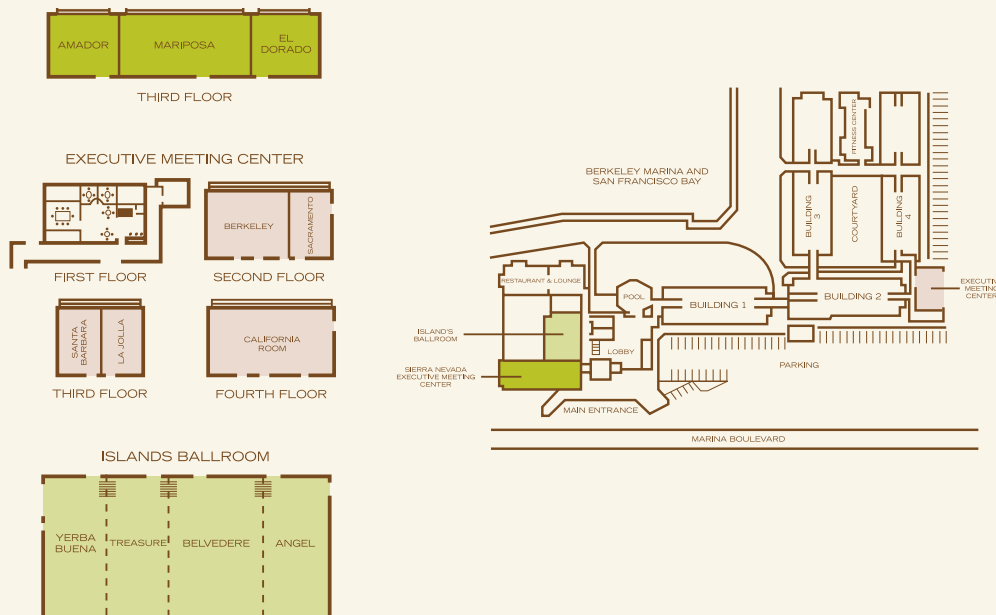 AMADOR
MARIPOSA
EL
DORADO
THIRD FLOOR
EXECUTIVE MEETING CENTER
FIRST FLOOR
BERKELEY
SACRAMENTO
SECOND FLOOR
SANTA
BARBARA
LA JOLLA
THIRD FLOOR
CALIFORNIA
ROOM
FOURTH FLOOR
ISLANDS BALLROOM
YERBA
BUENA
TREASURE
BELVEDERE
ANGEL
BERKELEY MARINA AND
SAN FRANCISCO BAY
FITNESS CENTER
BUILDING
3
COURTYARD
BUILDING
4
RESTAURANT & LOUNGE
POOL
BUILDING 1
BUILDING 2
EXECUTIV
MEETING
CENTER
ISLAND'S
BALLROOM
LOBBY
SIERRA NEVADA
EXECUTIVE MEETING
CENTER
PARKING
MAIN ENTRANCE
MARINA BOULEVARD